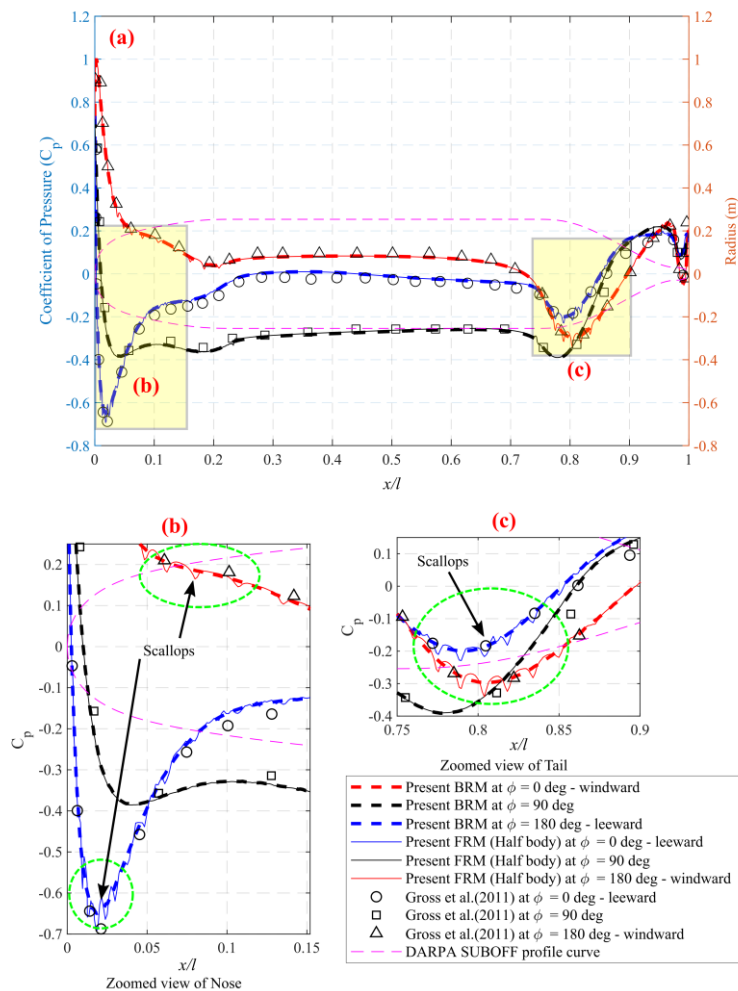 (a)
1.2
1
0.8
0.6
0.4
0.2
0
-0.2
-0.4
-0.6
-0.8
Coefficient of Pressure (C_p)
1.2
1
0.8
0.6
0.4
0.2
0
-0.2
-0.4
-0.6
-0.8
Radius (m)
(b)
(c)
0 0.1 0.2 0.3 0.4 0.5 0.6 0.7 0.8 0.9 1
x/l
(b)
0.2
0.1
0
-0.1
-0.2
-0.3
-0.4
-0.5
-0.6
-0.7
C_p
Scallops
0 0.05 0.1 0.15
x/l
Zoomed view of Nose
(c)
0.1
0
-0.1
-0.2
-0.3
-0.4
C_p
Scallops
0.75 0.8 0.85 0.9
x/l
Zoomed view of Tail
Present BRM at ϕ = 0 deg - windward
Present BRM at ϕ = 90 deg
Present BRM at ϕ = 180 deg - leeward
Present FRM (Half body) at ϕ = 0 deg - leeward
Present FRM (Half body) at ϕ = 90 deg
Present FRM (Half body) at ϕ = 180 deg - windward
Gross et al.(2011) at ϕ = 0 deg - leeward
Gross et al.(2011) at ϕ = 90 deg
Gross et al.(2011) at ϕ = 180 deg - windward
DARPA SUBOFF profile curve